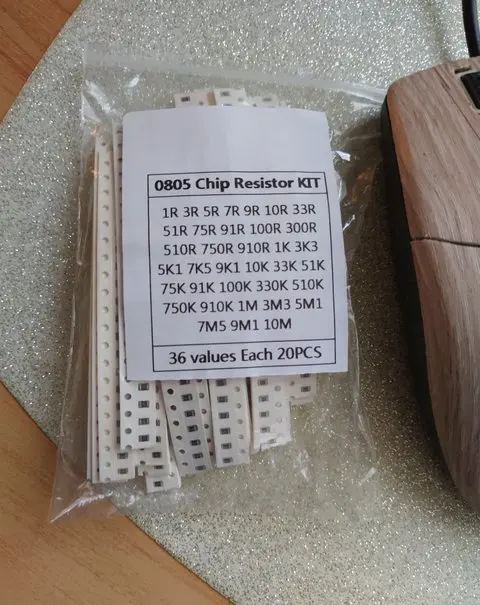 0805 Chip Resistor KIT
1R 3R 5R 7R 9R 10R 33R
51R 75R 91R 100R 300R
510R 750R 910R 1K 3K3
5K1 7K5 9K1 10K 33K 51K
75K 91K 100K 330K 510K
750K 910K 1M 3M3 5M1
7M5 9M1 10M
36 values Each 20PCS